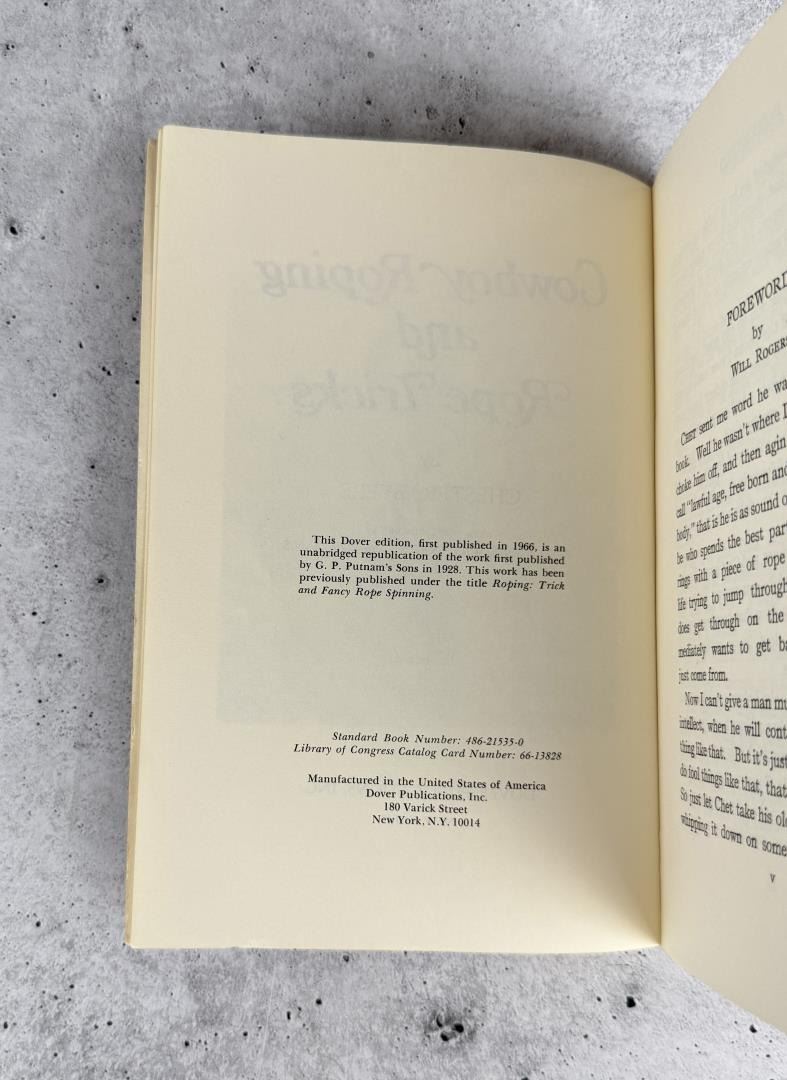 This Dover edition, first published in 1966, is an
unabridged republication of the work first published
by G. P. Putnam's Sons in 1928. This work has been
previously published under the title Roping: Trick
and Fancy Rope Spinning.
Standard Book Number: 486-21535-0
Library of Congress Catalog Card Number: 66-13828
Manufactured in the United States of America
Dover Publications, Inc.
180 Varick Street
New York, N.Y. 10014
FOREWORD
by
WILL ROGERS
CHET sent me word he wa
book. Well he wasn't where I
choke him off, and then agin
call "lawful age, free born and
body," that is he is as sound o
he who spends the best par
rings with a piece of rope
life trying to jump through
does get through on the
mediately wants to get ba
just come from.
Now I can't give a man mu
intellect, when he will cont
thing like that. But it's just
do fool things like that, that
So just let Chet take his ol
whipping it down on some
v
Cowboy Roping
and
Rope Tricks